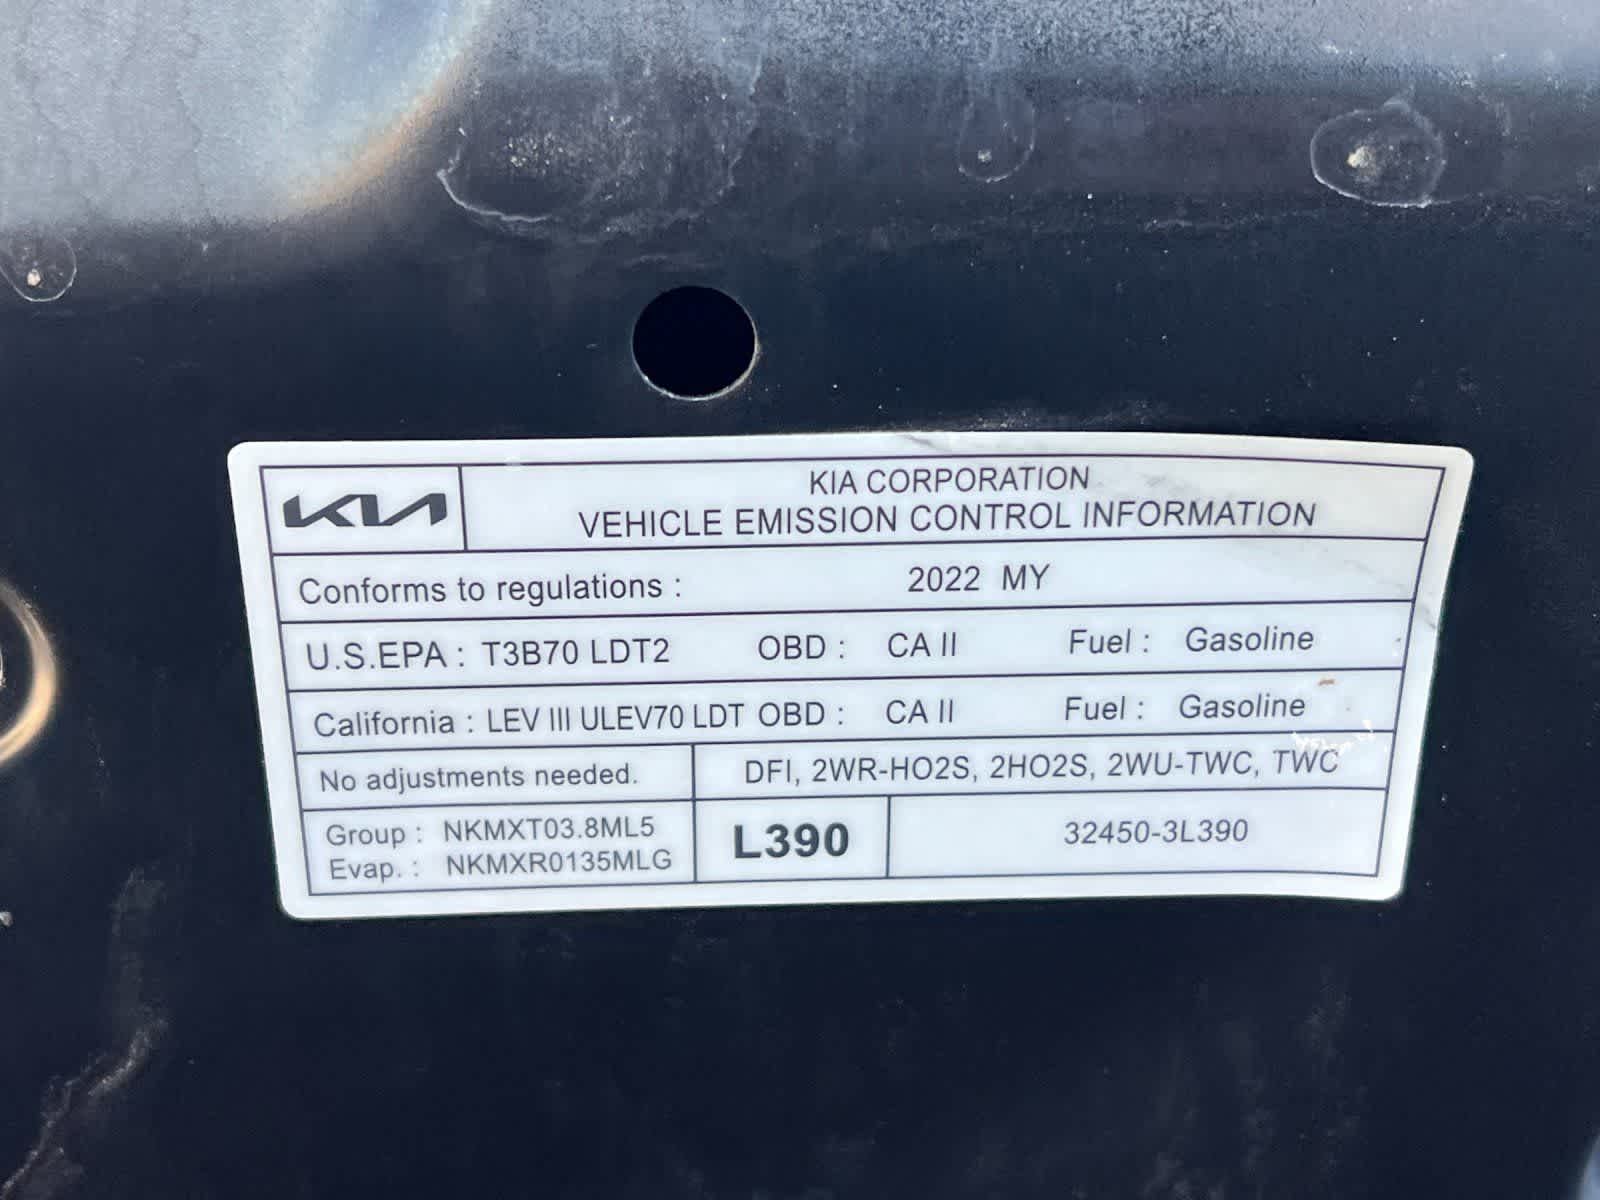 KIA
KIA CORPORATION
VEHICLE EMISSION CONTROL INFORMATION
Conforms to regulations : 2022 MY
U.S.EPA : T3B70 LDT2 OBD : CA II Fuel : Gasoline
California : LEV III ULEV70 LDT OBD : CA II Fuel : Gasoline
No adjustments needed. DFI, 2WR-HO2S, 2HO2S, 2WU-TWC, TWC
Group : NKMXT03.8ML5
Evap. : NKMXR0135MLG
L390
32450-3L390